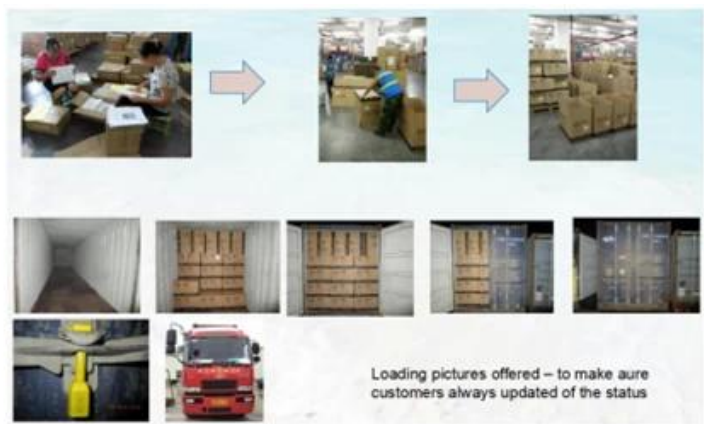 Loading pictures offered – to make aure
customers always updated of the status